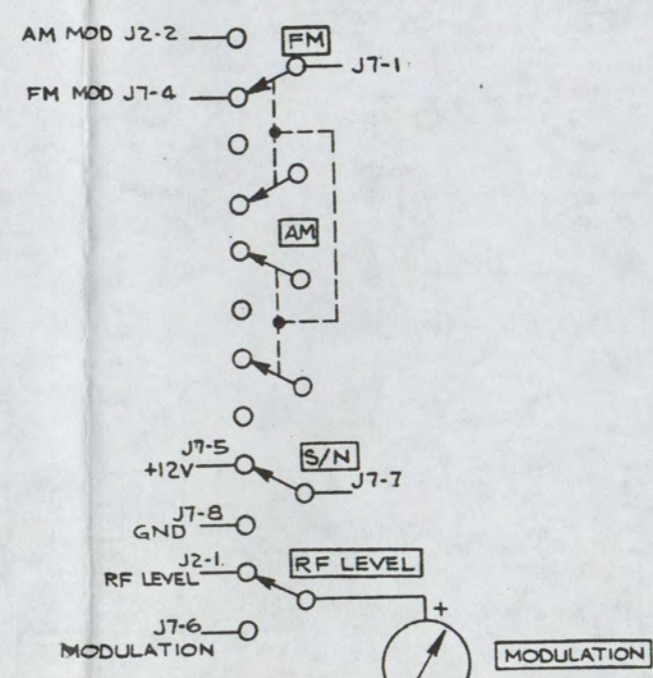 AM MOD J2-2
FM
J7-1
FM MOD J7-4
AM
J7-5
+12V
S/N
J7-7
J7-8
GND
J2-1.
RF LEVEL
RF LEVEL
J7-6
MODULATION
+
MODULATION